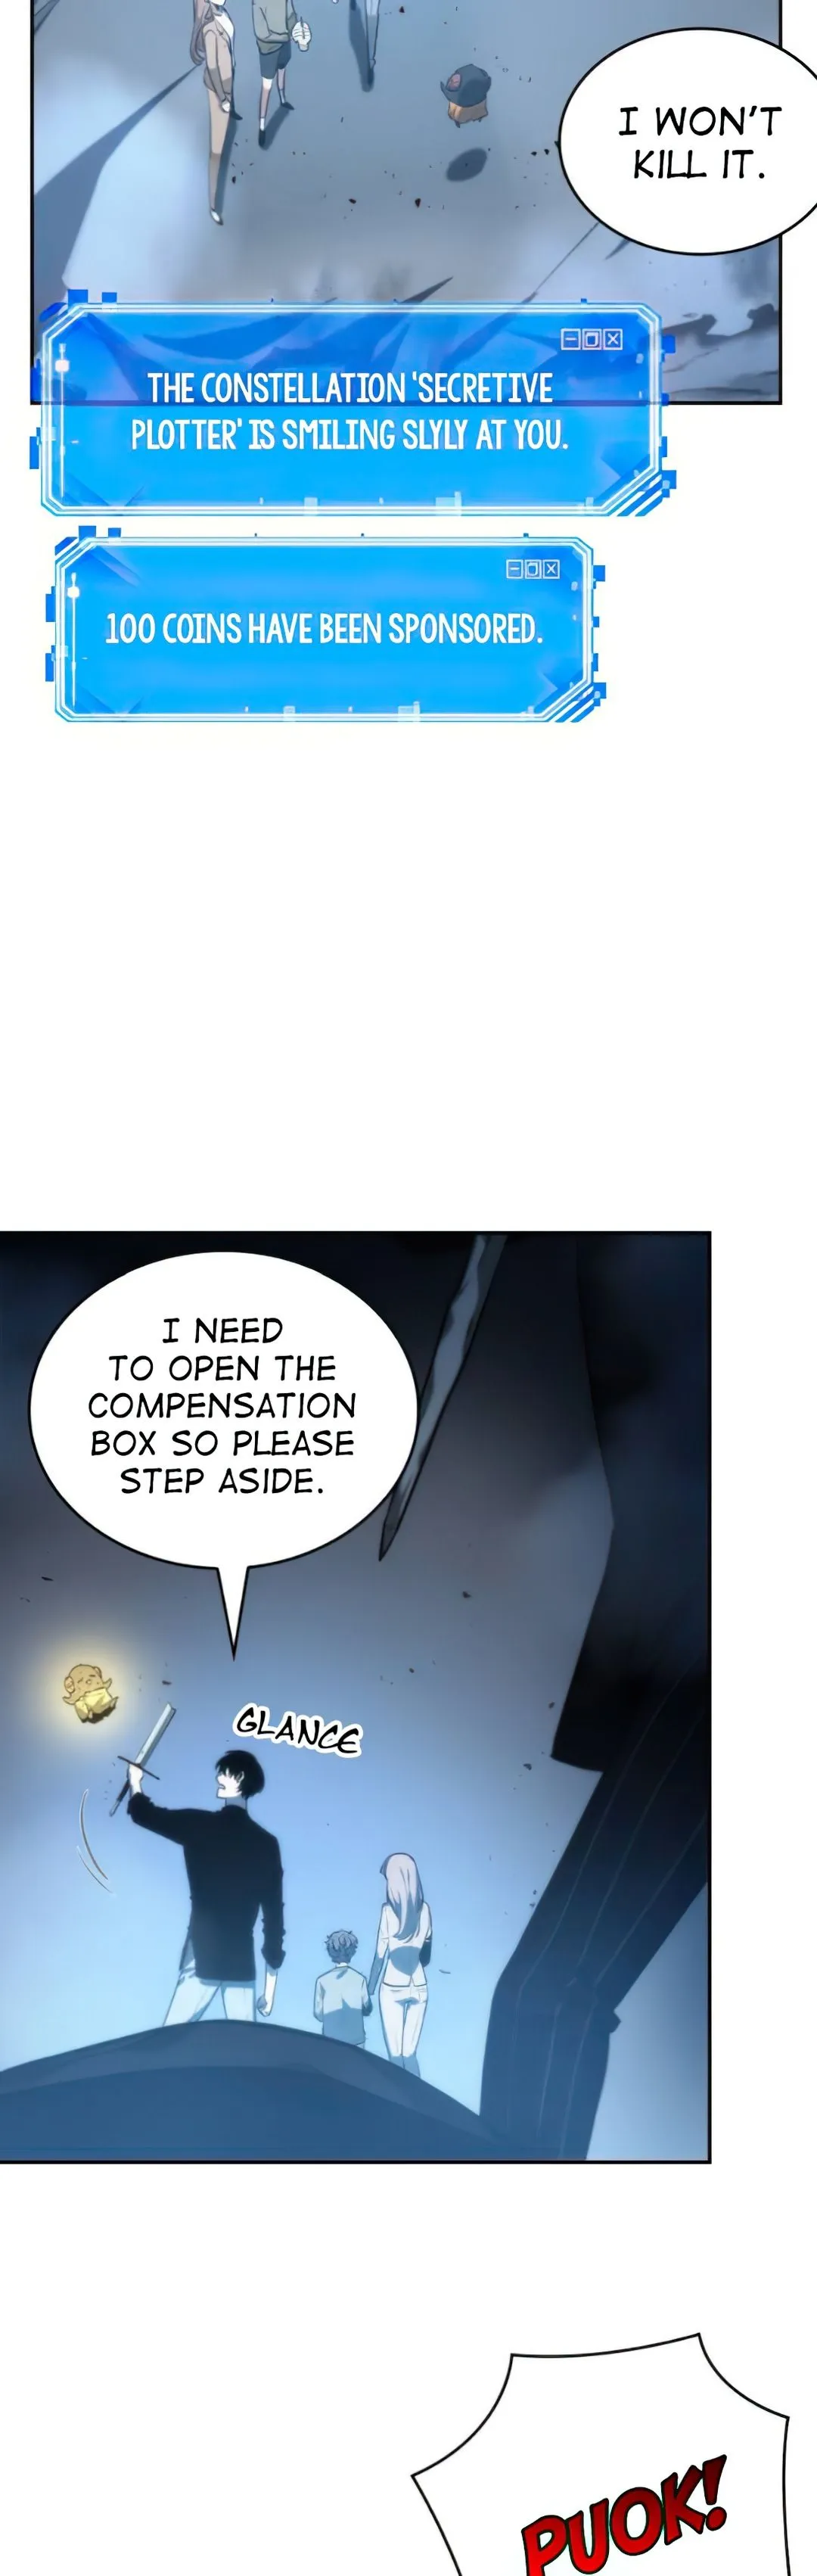 I WON'T
KILL IT.
THE CONSTELLATION 'SECRETIVE
PLOTTER' IS SMILING SLYLY AT YOU.
100 COINS HAVE BEEN SPONSORED.
I NEED
TO OPEN THE
COMPENSATION
BOX SO PLEASE
STEP ASIDE.
GLANCE
PUOK!